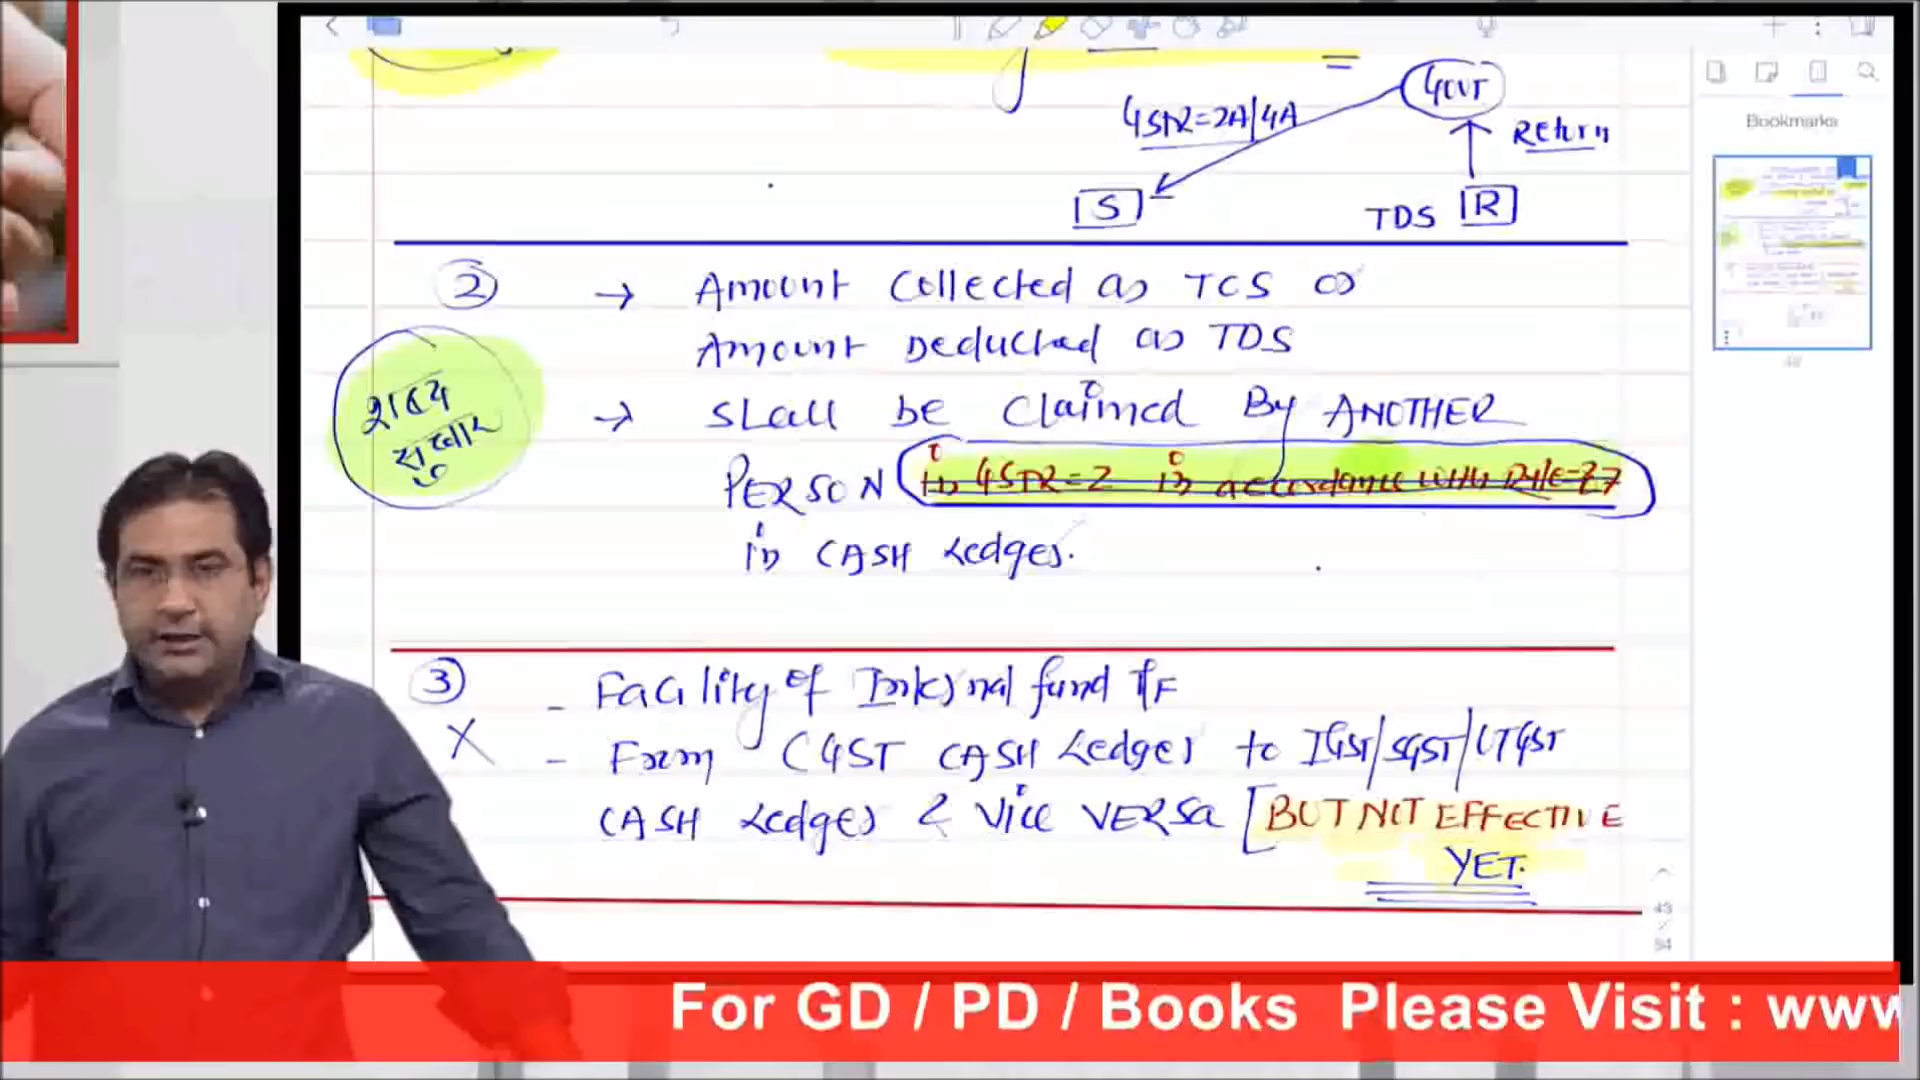 GOVT
GSTR=2A/4A
Return
S
TDS R
Bookmarks
② → Amount Collected as TCS or
Amount Deducted as TDS
→ Shall be Claimed By ANOTHER
PERSON in GSTR=2 in accordance with Rule=87
in CASH Ledger.
③ - Facility of Internal fund TF
X - From CGST CASH Ledger to IGST/SGST/UTGST
CASH Ledger & Vice VERSA [BUT NOT EFFECTIVE
YET.
43
94
For GD / PD / Books Please Visit : www